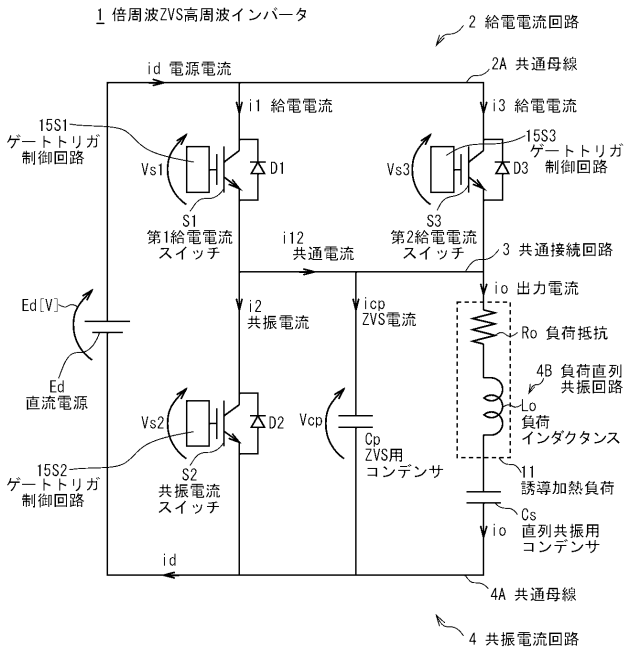 1 倍周波ZVS高周波インバータ
2 給電電流回路
id 電源電流
2A 共通母線
i1 給電電流
i3 給電電流
15S1
ゲートトリガ
制御回路
Vs1
D1
S1
第1給電電流
スイッチ
15S3
ゲートトリガ
制御回路
Vs3
D3
S3
第2給電電流
スイッチ
i12
共通電流
3 共通接続回路
Ed[V]
Ed
直流電源
i2
共振電流
icp
ZVS電流
io 出力電流
Ro 負荷抵抗
4B 負荷直列
共振回路
Lo
負荷
インダクタンス
Vs2
D2
S2
共振電流
スイッチ
15S2
ゲートトリガ
制御回路
Vcp
Cp
ZVS用
コンデンサ
11
誘導加熱負荷
Cs
直列共振用
コンデンサ
io
id
4A 共通母線
4 共振電流回路